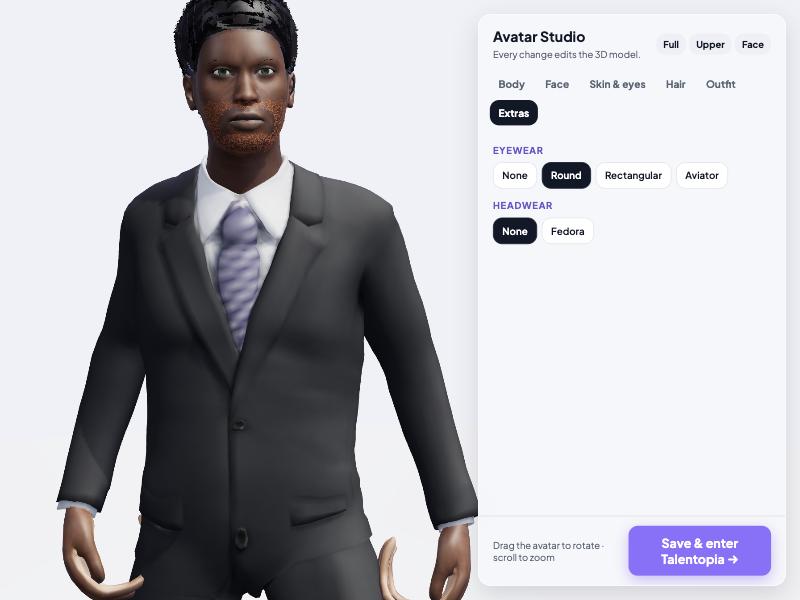 Avatar Studio
Every change edits the 3D model.
Full Upper Face
Body Face Skin & eyes Hair Outfit
Extras
EYEWEAR
None Round Rectangular Aviator
HEADWEAR
None Fedora
Drag the avatar to rotate ·
scroll to zoom
Save & enter
Talentopia →